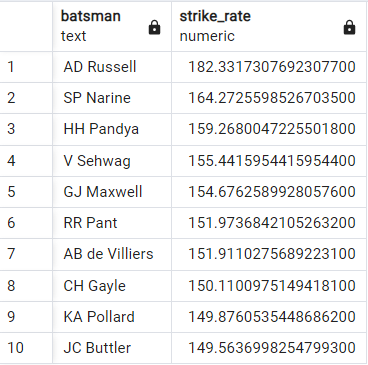 batsman strike_rate
text numeric
1 AD Russell 182.3317307692307700
2 SP Narine 164.2725598526703500
3 HH Pandya 159.2680047225501800
4 V Sehwag 155.4415954415954400
5 GJ Maxwell 154.6762589928057600
6 RR Pant 151.9736842105263200
7 AB de Villiers 151.9110275689223100
8 CH Gayle 150.1100975149418100
9 KA Pollard 149.8760535448686200
10 JC Buttler 149.5636998254799300